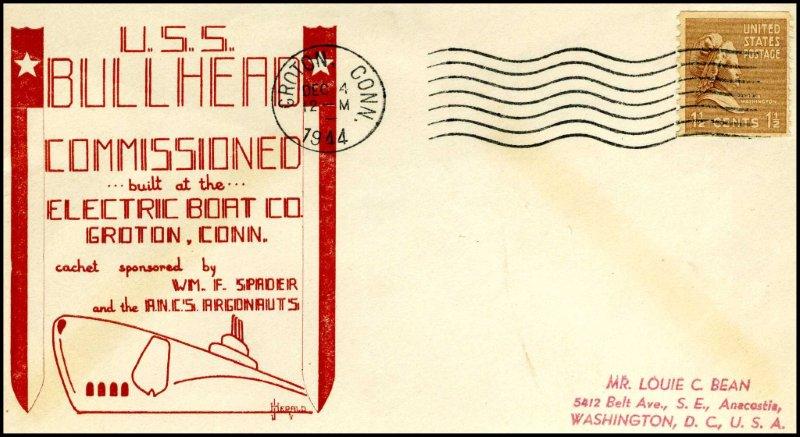 U.S.S.
BULLHEAD
COMMISSIONED
...built at the...
ELECTRIC BOAT CO.
GROTON, CONN.
cachet sponsored by
WM. F. SPADER
and the A.N.C.'S. ARGONAUTS
HERALD
GROTON CONN.
DEC 4
12—M
1944
UNITED
STATES
POSTAGE
WASHINGTON
1½ CENTS 1½
MR. LOUIE C. BEAN
5412 Belt Ave., S. E., Anacostia,
WASHINGTON, D. C., U. S. A.